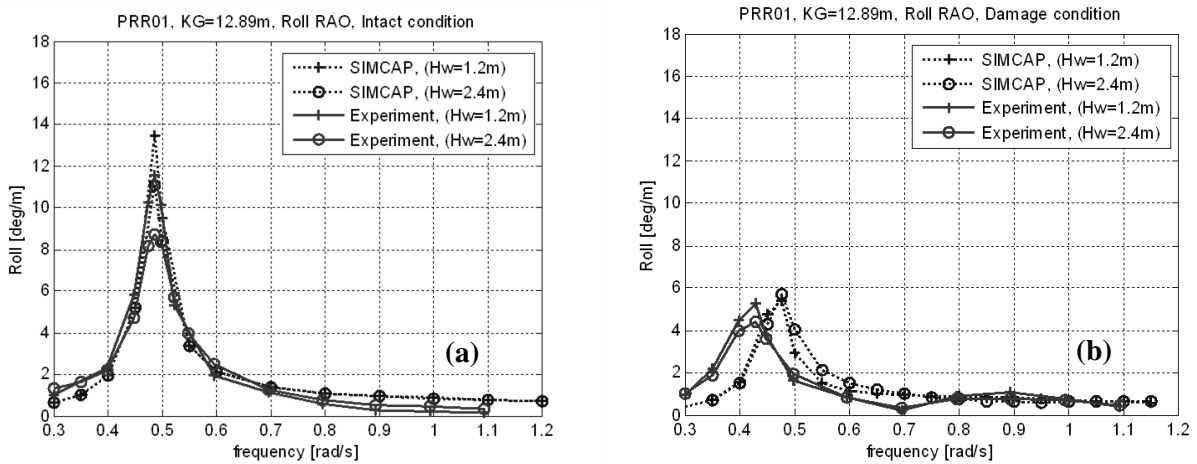 PRR01, KG=12.89m, Roll RAO, Intact condition
18
16
14
12
10
8
6
4
2
0
Roll [deg/m]
SIMCAP, (Hw=1.2m)
SIMCAP, (Hw=2.4m)
Experiment, (Hw=1.2m)
Experiment, (Hw=2.4m)
(a)
0.3 0.4 0.5 0.6 0.7 0.8 0.9 1 1.1 1.2
frequency [rad/s]
PRR01, KG=12.89m, Roll RAO, Damage condition
18
16
14
12
10
8
6
4
2
0
Roll [deg/m]
SIMCAP, (Hw=1.2m)
SIMCAP, (Hw=2.4m)
Experiment, (Hw=1.2m)
Experiment, (Hw=2.4m)
(b)
0.3 0.4 0.5 0.6 0.7 0.8 0.9 1 1.1 1.2
frequency [rad/s]